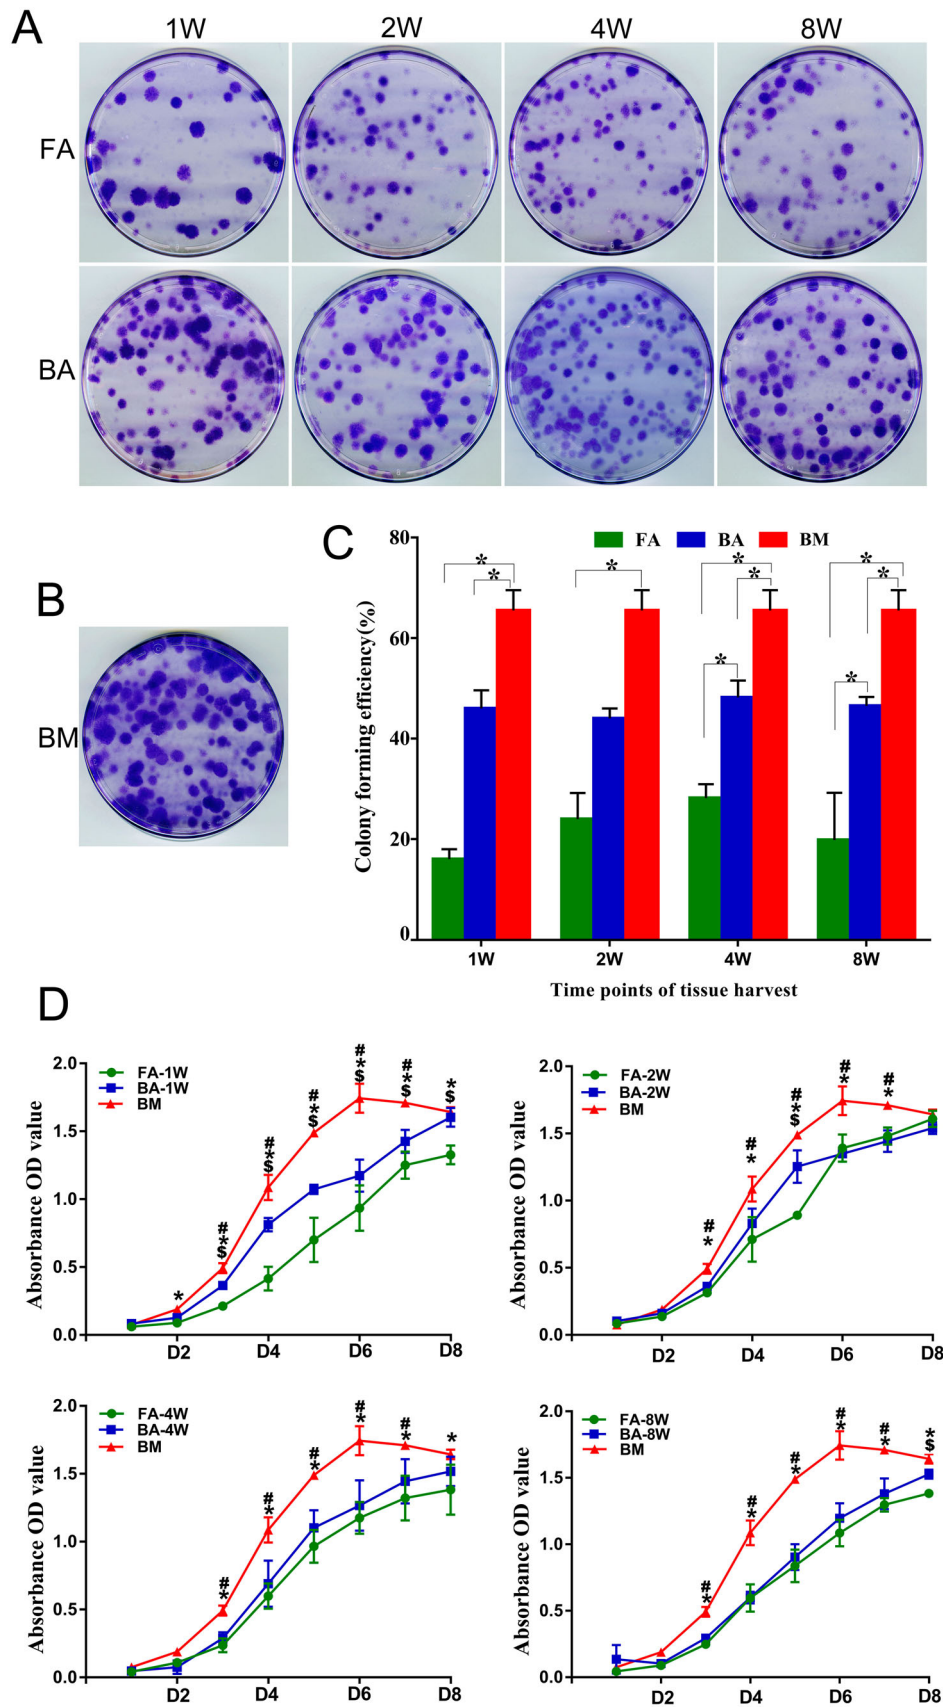 A
1W 2W 4W 8W
FA
BA
B
BM
C
FA BA BM
Colony forming efficiency(%)
80
60
40
20
0
* * * * * * * * *
1W 2W 4W 8W
Time points of tissue harvest
D
Absorbance OD value
2.0
1.5
1.0
0.5
0.0
FA-1W
BA-1W
BM
*
#*$
#*$
#*$
#*$
#*$
*$
D2 D4 D6 D8
Absorbance OD value
2.0
1.5
1.0
0.5
0.0
FA-2W
BA-2W
BM
#*
#*
#*$
#*
#*
D2 D4 D6 D8
Absorbance OD value
2.0
1.5
1.0
0.5
0.0
FA-4W
BA-4W
BM
#*
#*
#*
#*
#*
*
D2 D4 D6 D8
Absorbance OD value
2.0
1.5
1.0
0.5
0.0
FA-8W
BA-8W
BM
#*
#*
#*
#*
#*
*$
D2 D4 D6 D8